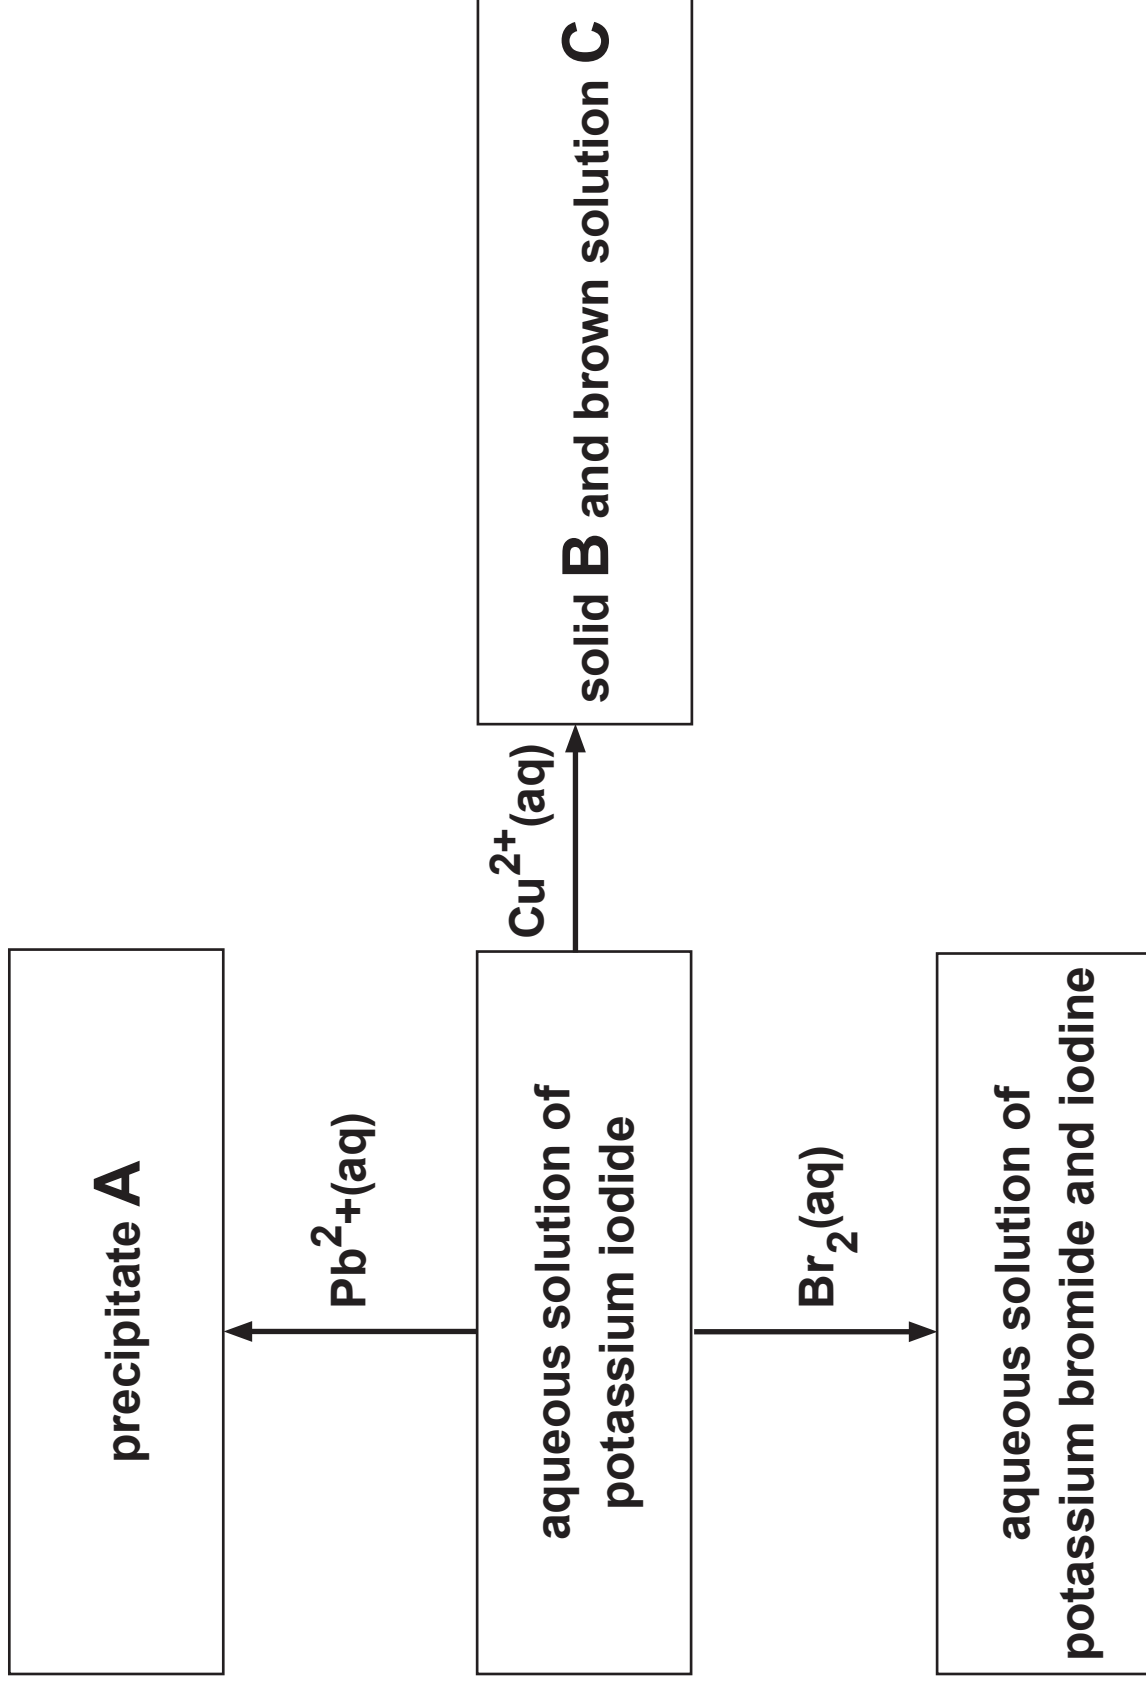 precipitate A
Pb2+(aq)
aqueous solution of
potassium iodide
Cu2+(aq)
solid B and brown solution C
Br2(aq)
aqueous solution of
potassium bromide and iodine